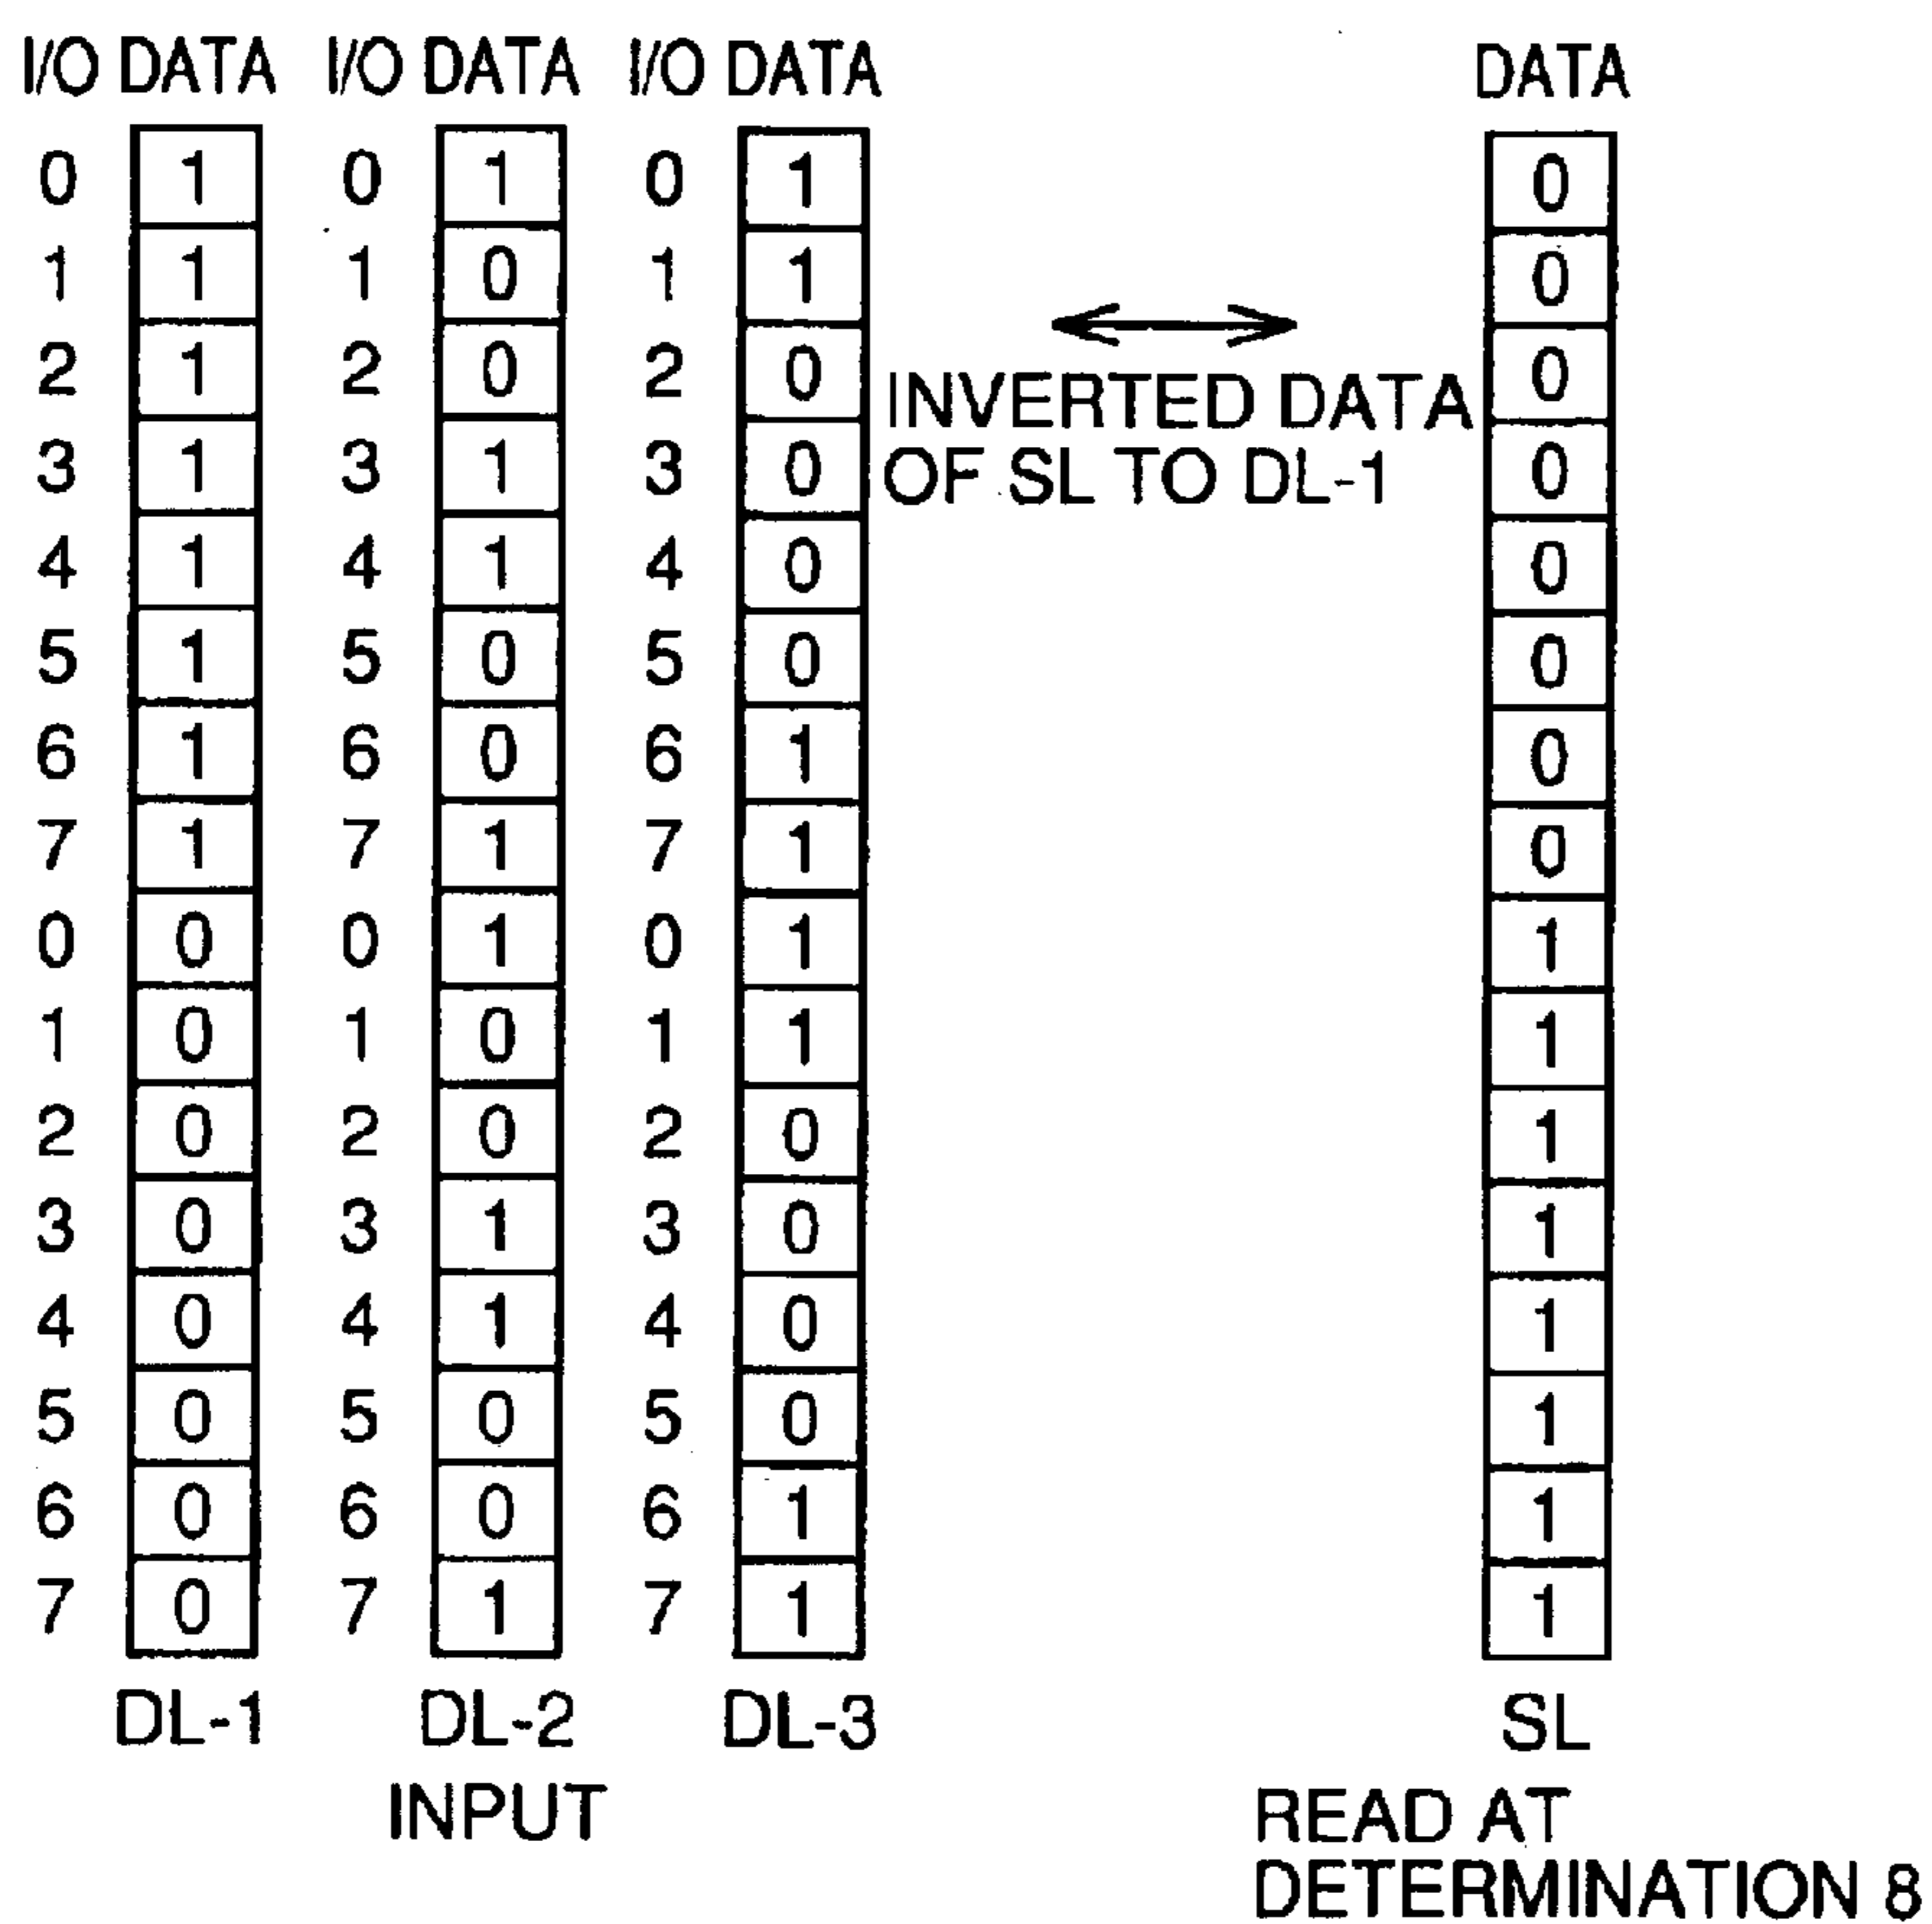 I/O DATA I/O DATA I/O DATA DATA
0 1 0 1 0 1 0
1 1 1 0 1 1 0
2 1 2 0 2 0 0
INVERTED DATA
3 1 3 1 3 0 0
OF SL TO DL-1
4 1 4 1 4 0 0
5 1 5 0 5 0 0
6 1 6 0 6 1 0
7 1 7 1 7 1 0
0 0 0 1 0 1 1
1 0 1 0 1 1 1
2 0 2 0 2 0 1
3 0 3 1 3 0 1
4 0 4 1 4 0 1
5 0 5 0 5 0 1
6 0 6 0 6 1 1
7 0 7 1 7 1 1
DL-1 DL-2 DL-3 SL
INPUT
READ AT
DETERMINATION 8